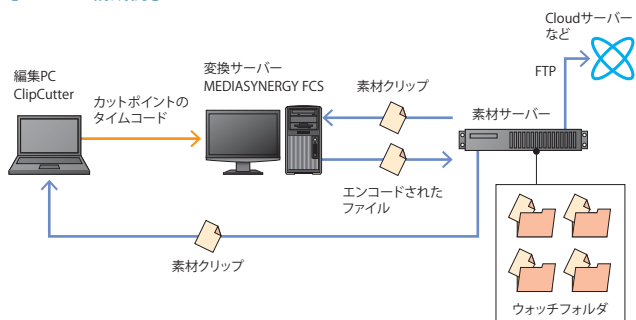 Cloudサーバー
など
FTP
編集PC
ClipCutter
カットポイントの
タイムコード
変換サーバー
MEDIASYNERGY FCS
素材クリップ
素材サーバー
エンコードされた
ファイル
素材クリップ
ウォッチフォルダ